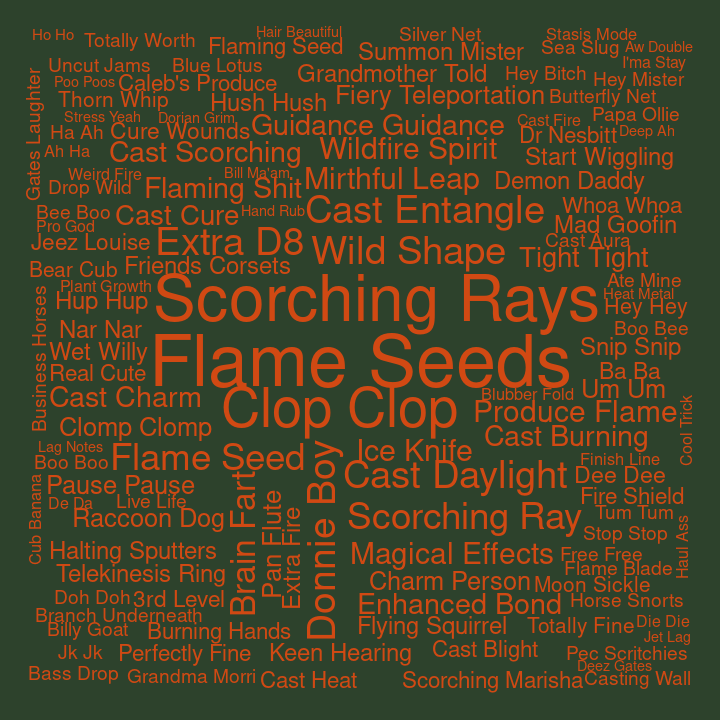 Ho Ho
Totally Worth
Hair Beautiful
Flaming Seed
Silver Net
Stasis Mode
Summon Mister
Sea Slug
Aw Double
Uncut Jams
Blue Lotus
I'ma Stay
Grandmother Told
Hey Bitch
Hey Mister
Poo Poos
Caleb's Produce
Thorn Whip
Hush Hush
Fiery Teleportation
Butterfly Net
Gates Laughter
Stress Yeah
Dorian Grim
Guidance Guidance
Cast Fire
Papa Ollie
Ha Ah
Cure Wounds
Dr Nesbitt
Deep Ah
Ah Ha
Cast Scorching
Wildfire Spirit
Start Wiggling
Weird Fire
Bill Ma'am
Drop Wild
Flaming Shit
Mirthful Leap
Demon Daddy
Bee Boo
Cast Cure
Hand Rub
Cast Entangle
Whoa Whoa
Pro God
Mad Goofin
Jeez Louise
Extra D8
Wild Shape
Cast Aura
Tight Tight
Bear Cub
Friends Corsets
Ate Mine
Plant Growth
Scorching Rays
Heat Metal
Hup Hup
Hey Hey
Business Horses
Nar Nar
Boo Bee
Wet Willy
Flame Seeds
Snip Snip
Real Cute
Ba Ba
Cast Charm
Clop Clop
Blubber Fold
Um Um
Produce Flame
Clomp Clomp
Cast Burning
Cool Trick
Lag Notes
Ice Knife
Boo Boo
Flame Seed
Finish Line
Pause Pause
Cast Daylight
Dee Dee
Cub Banana
De Da
Live Life
Brain Fart
Pan Flute
Extra Fire
Donnie Boy
Fire Shield
Raccoon Dog
Scorching Ray
Tum Tum
Haul Ass
Stop Stop
Halting Sputters
Magical Effects
Free Free
Telekinesis Ring
Flame Blade
Charm Person
Moon Sickle
Doh Doh
3rd Level
Enhanced Bond
Horse Snorts
Branch Underneath
Billy Goat
Burning Hands
Flying Squirrel
Totally Fine
Die Die
Jet Lag
Jk Jk
Perfectly Fine
Keen Hearing
Cast Blight
Pec Scritchies
Deez Gates
Bass Drop
Grandma Morri
Cast Heat
Scorching Marisha
Casting Wall